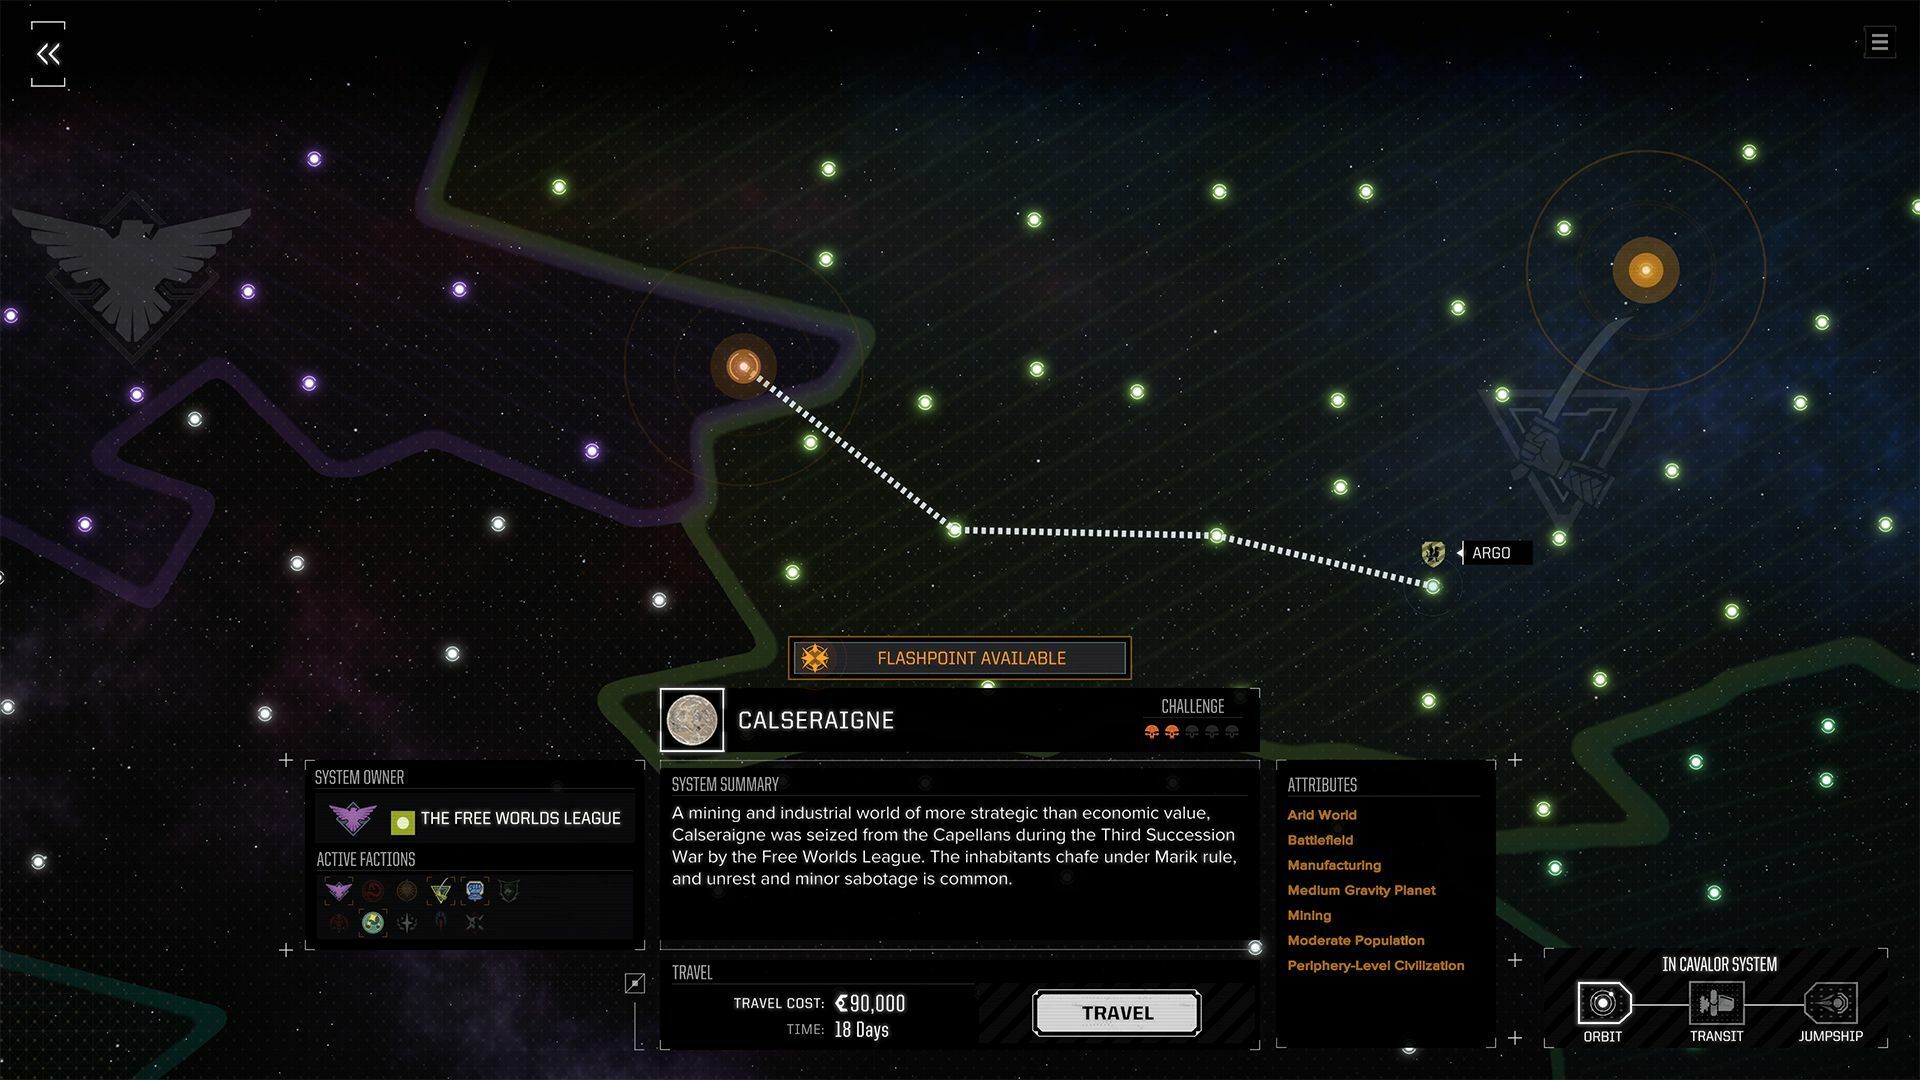 ARGO
FLASHPOINT AVAILABLE
CALSERAIGNE
CHALLENGE
SYSTEM OWNER
THE FREE WORLDS LEAGUE
ACTIVE FACTIONS
SYSTEM SUMMARY
A mining and industrial world of more strategic than economic value,
Calseraigne was seized from the Capellans during the Third Succession
War by the Free Worlds League. The inhabitants chafe under Marik rule,
and unrest and minor sabotage is common.
TRAVEL
TRAVEL COST: €90,000
TIME: 18 Days
TRAVEL
ATTRIBUTES
Arid World
Battlefield
Manufacturing
Medium Gravity Planet
Mining
Moderate Population
Periphery-Level Civilization
IN CAVALOR SYSTEM
ORBIT
TRANSIT
JUMPSHIP